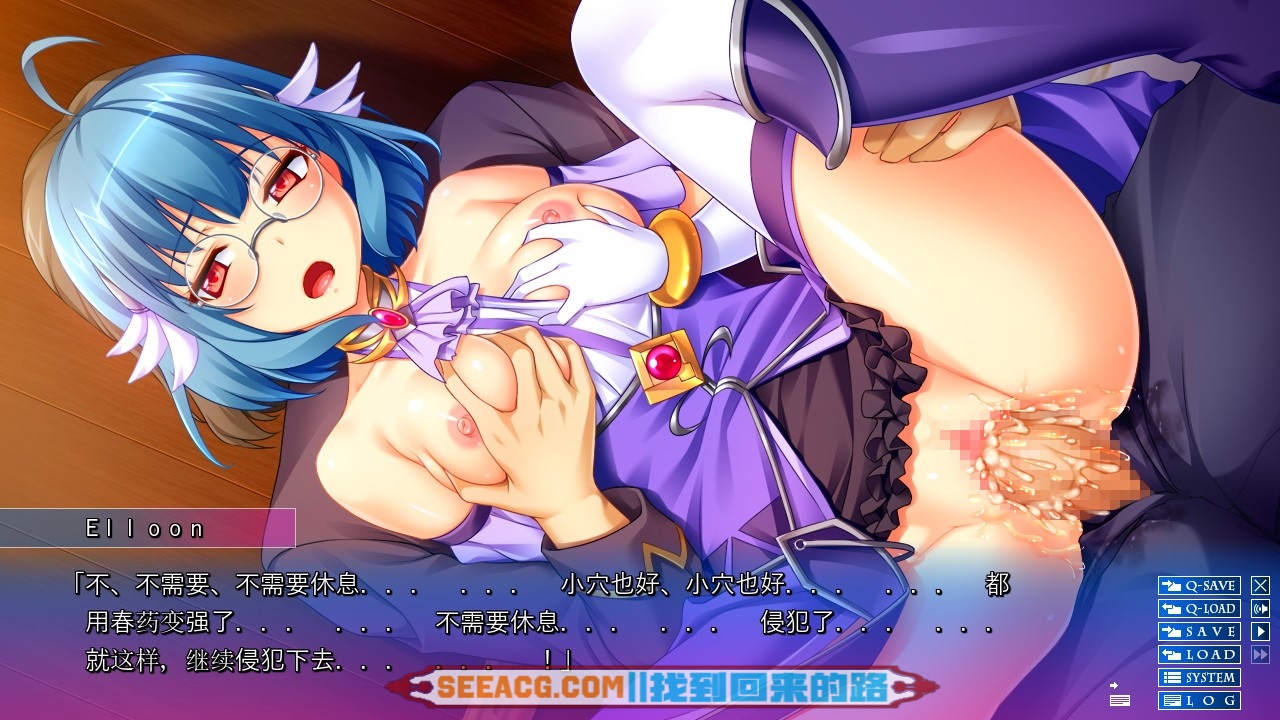 Elloon
「不、不需要、不需要休息. . .　. . .　小穴也好、小穴也好. . .　. . .　都
用春药变强了. . .　. . .　不需要休息. . .　. . .　侵犯了. . .　. . .
就这样，继续侵犯下去. . .　. . .　！」
SEEACG.COM||找到回来的路
Q-SAVE
Q-LOAD
SAVE
LOAD
SYSTEM
LOG